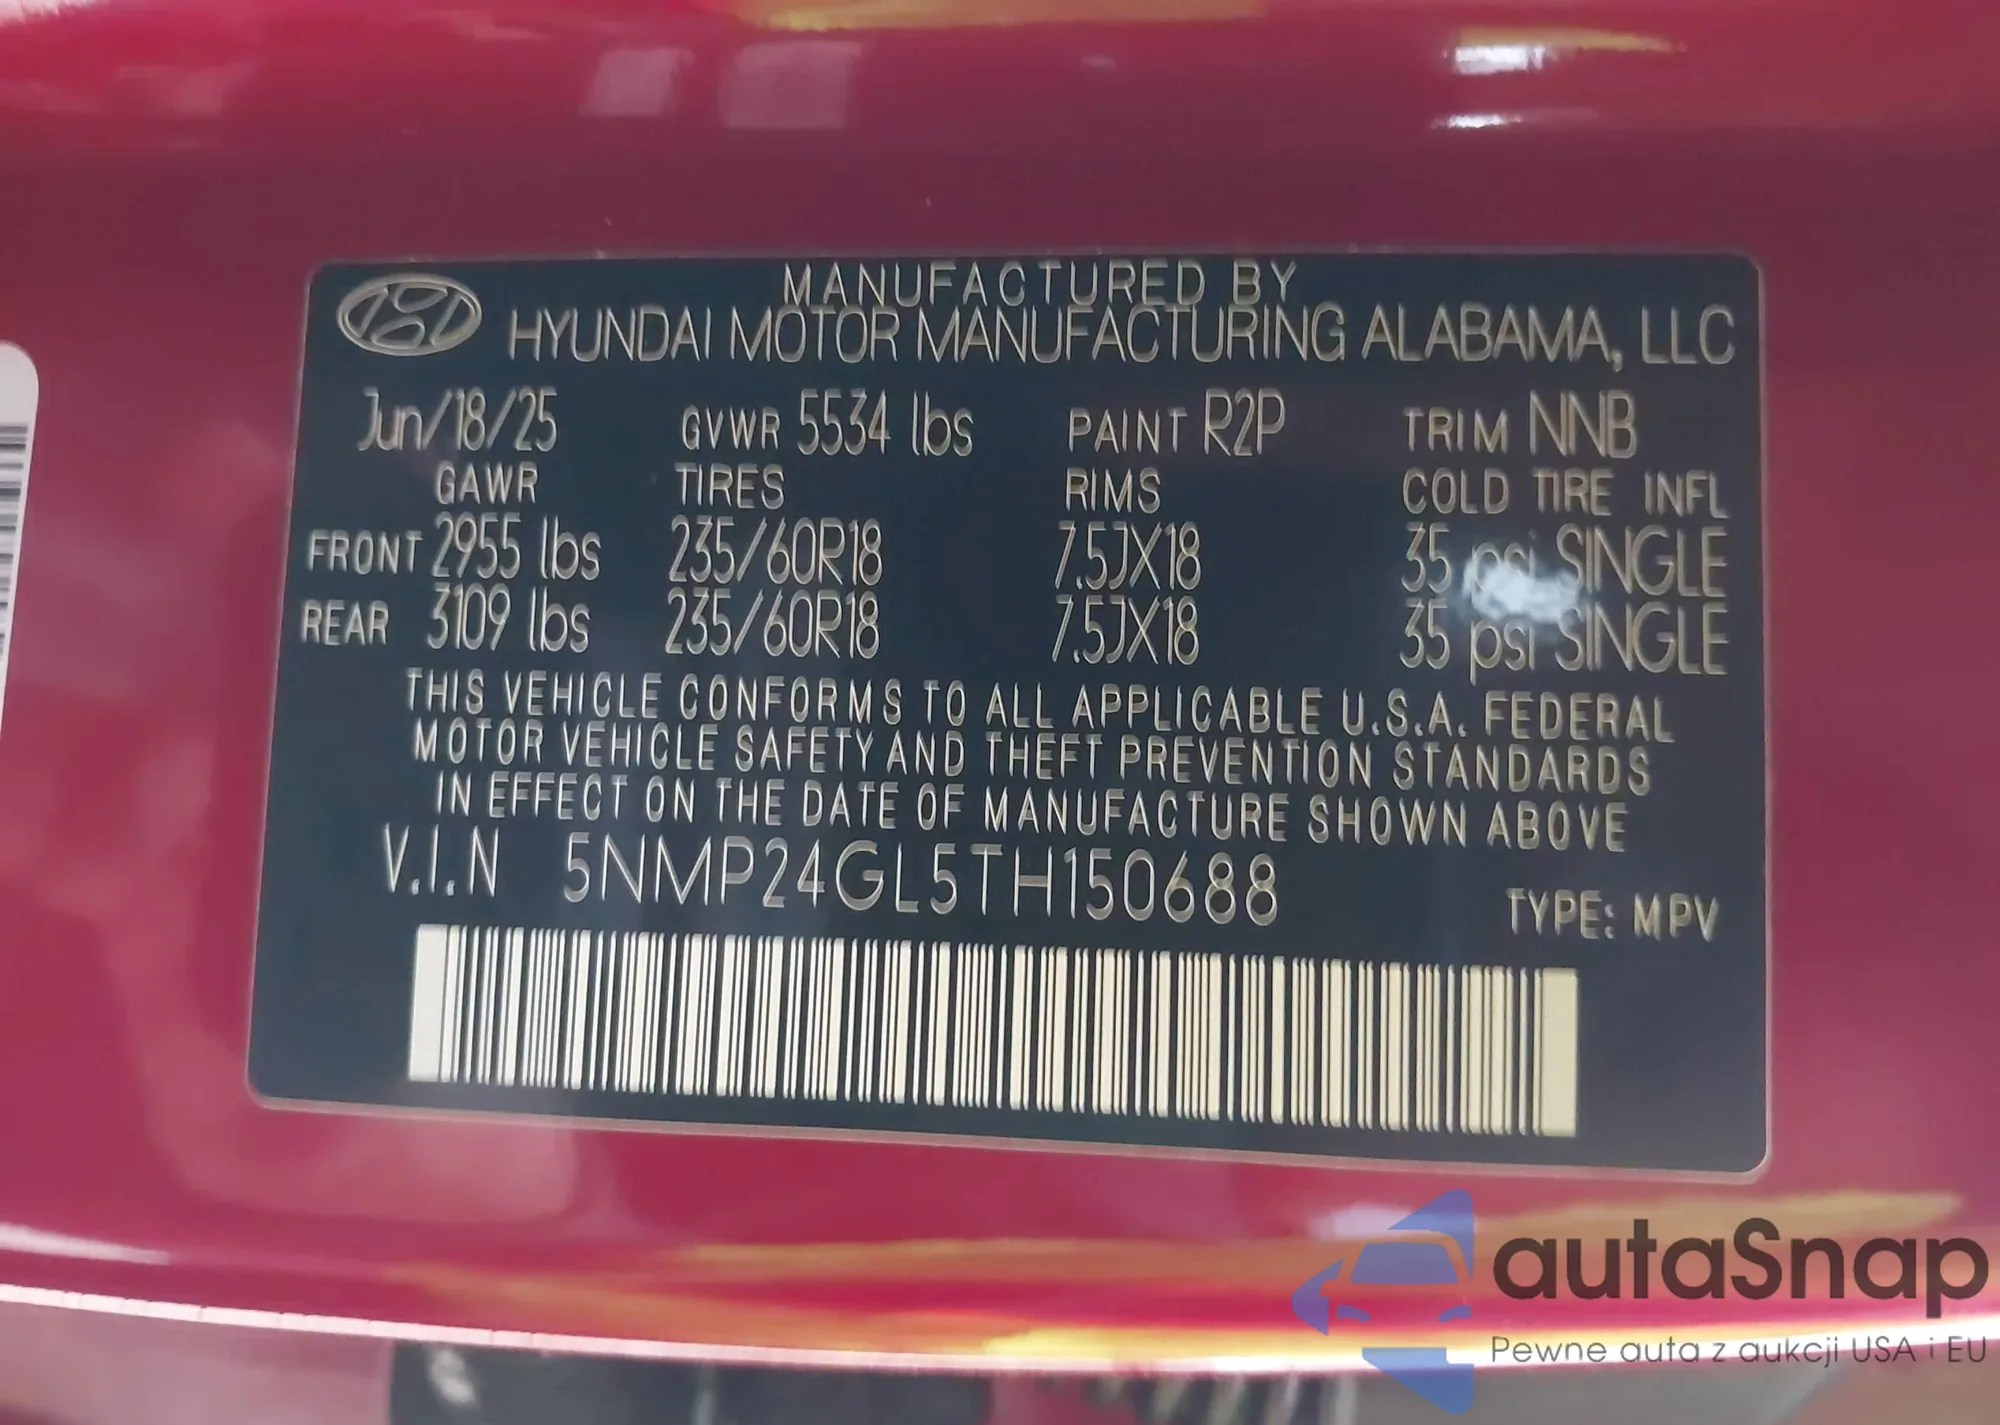 MANUFACTURED BY
HYUNDAI MOTOR MANUFACTURING ALABAMA, LLC
Jun/18/25 GVWR 5534 lbs PAINT R2P TRIM NNB
GAWR TIRES RIMS COLD TIRE INFL
FRONT 2955 lbs 235/60R18 7.5JX18 35 psi SINGLE
REAR 3109 lbs 235/60R18 7.5JX18 35 psi SINGLE
THIS VEHICLE CONFORMS TO ALL APPLICABLE U.S.A. FEDERAL
MOTOR VEHICLE SAFETY AND THEFT PREVENTION STANDARDS
IN EFFECT ON THE DATE OF MANUFACTURE SHOWN ABOVE
V.I.N 5NMP24GL5TH150688 TYPE: MPV
autaSnap
Pewne auta z aukcji USA i EU